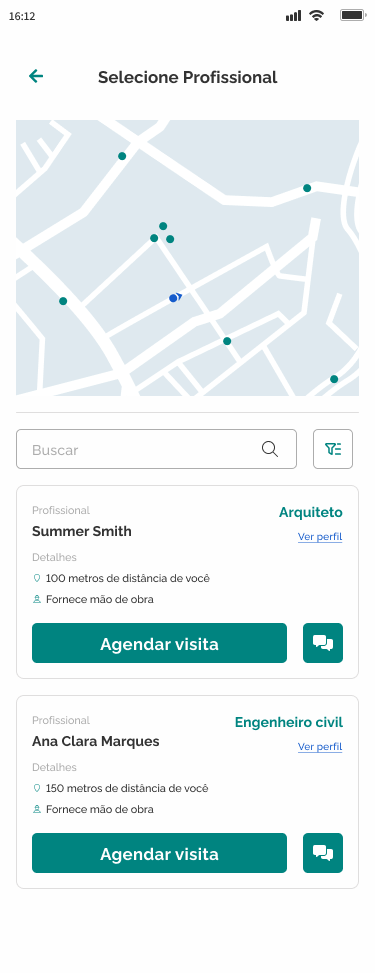 16:12
Selecione Profissional
Buscar
Profissional
Arquiteto
Summer Smith
Ver perfil
Detalhes
100 metros de distância de você
Fornece mão de obra
Agendar visita
Profissional
Engenheiro civil
Ana Clara Marques
Ver perfil
Detalhes
150 metros de distância de você
Fornece mão de obra
Agendar visita